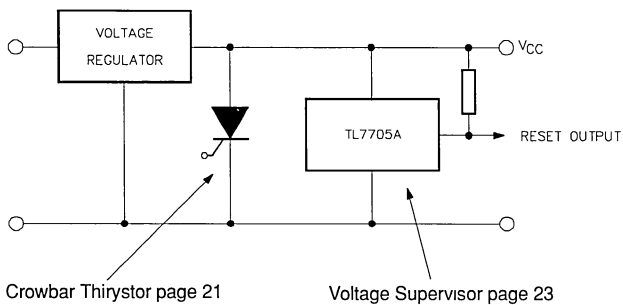 VOLTAGE
REGULATOR
VCC
TL7705A
RESET OUTPUT
Crowbar Thirystor page 21
Voltage Supervisor page 23